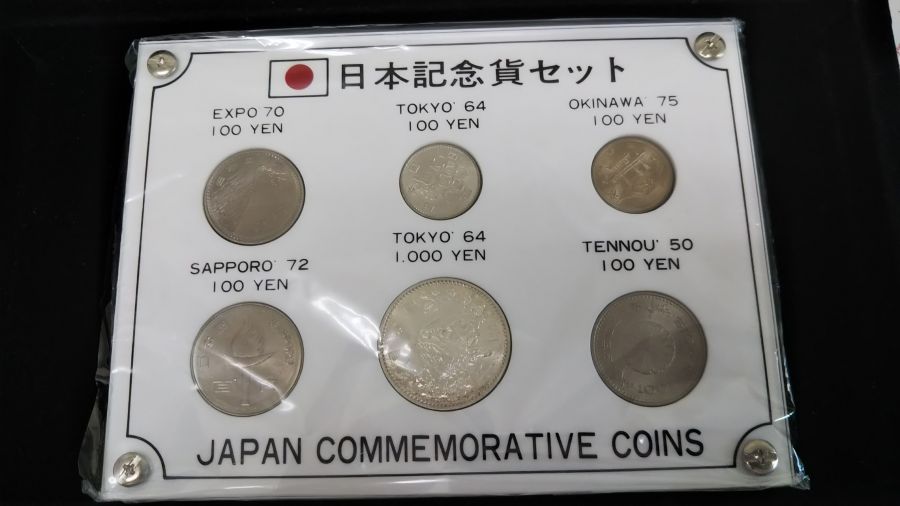 日本記念貨セット
EXPO'70
100 YEN
TOKYO' 64
100 YEN
OKINAWA' 75
100 YEN
SAPPORO' 72
100 YEN
TOKYO' 64
1.000 YEN
TENNOU' 50
100 YEN
JAPAN COMMEMORATIVE COINS